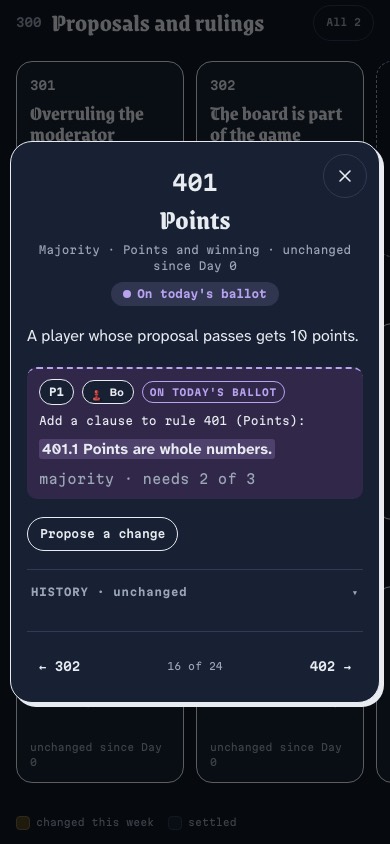 300 Proposals and rulings
All 2
301
Overruling the
moderator
302
The board is part
of the game
401
Points
Majority · Points and winning · unchanged
since Day 0
On today's ballot
A player whose proposal passes gets 10 points.
P1 Bo ON TODAY'S BALLOT
Add a clause to rule 401 (Points):
401.1 Points are whole numbers.
majority · needs 2 of 3
Propose a change
HISTORY · unchanged
← 302
16 of 24
402 →
unchanged since Day
0
unchanged since Day
0
changed this week
settled